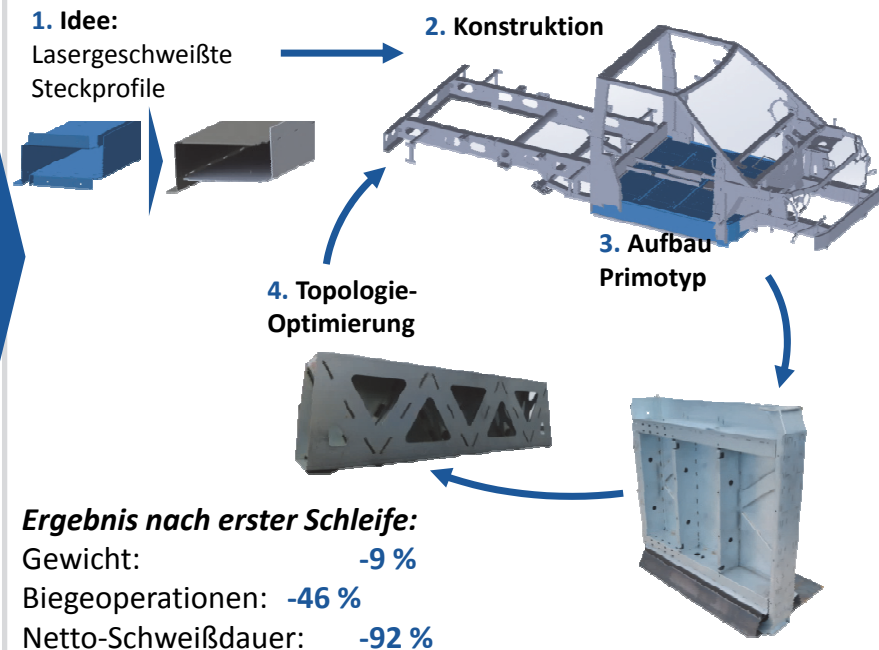 1. Idee:
Lasergeschweißte
Steckprofile
2. Konstruktion
3. Aufbau
Primotyp
4. Topologie-
Optimierung
Ergebnis nach erster Schleife:
Gewicht: -9 %
Biegeoperationen: -46 %
Netto-Schweißdauer: -92 %